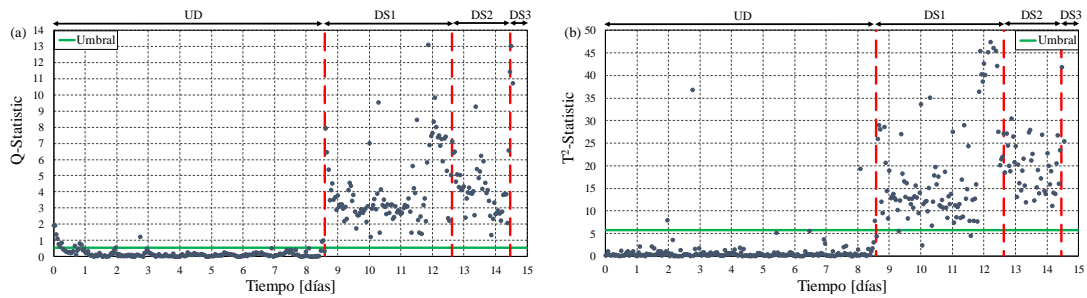 UD DS1 DS2 DS3
(a)
Umbral
14
13
12
11
10
9
8
7
6
5
4
3
2
1
0
Q-Statistic
0 1 2 3 4 5 6 7 8 9 10 11 12 13 14 15
Tiempo [días]
UD DS1 DS2 DS3
(b)
Umbral
50
45
40
35
30
25
20
15
10
5
0
T²-Statistic
0 1 2 3 4 5 6 7 8 9 10 11 12 13 14 15
Tiempo [días]